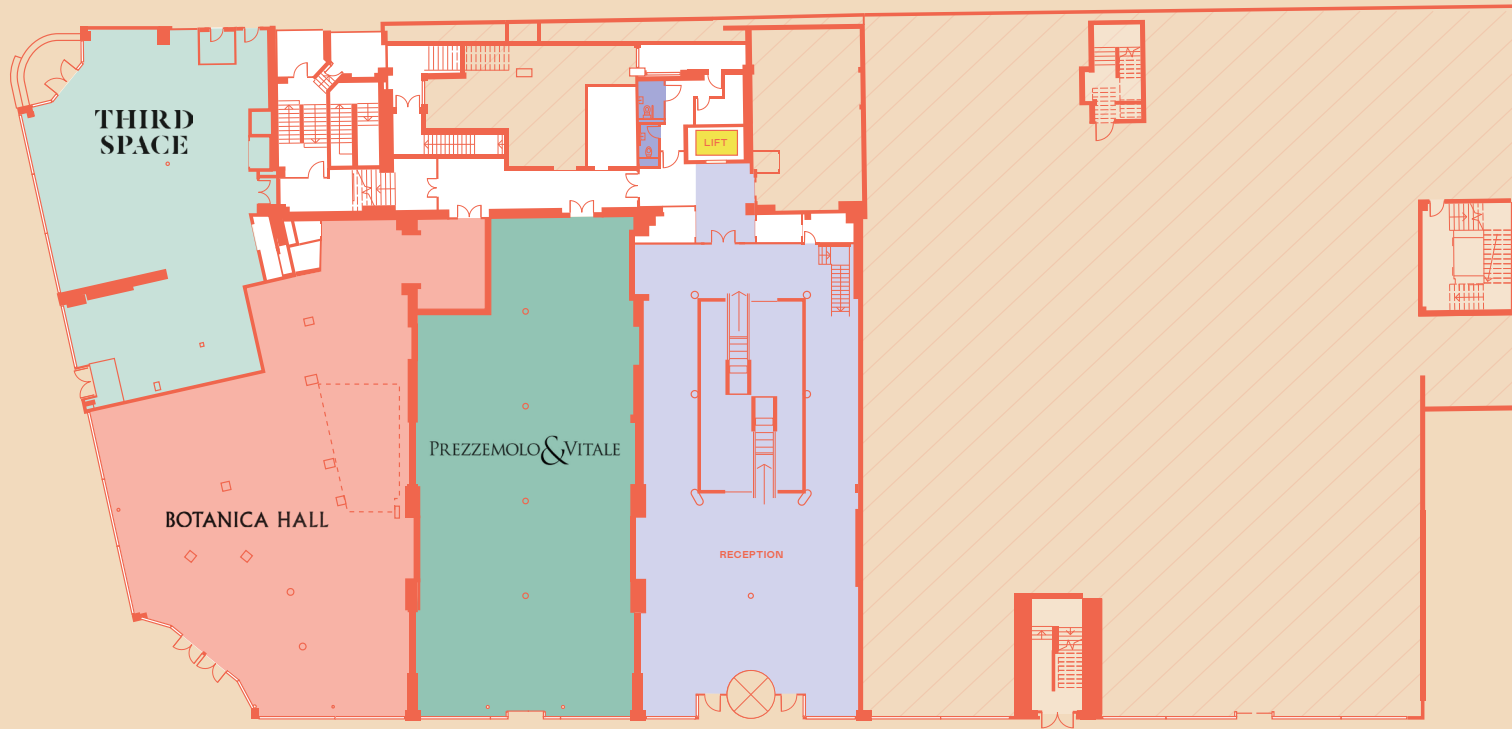 THIRD
SPACE
LIFT
PREZZEMOLO&VITALE
BOTANICA HALL
RECEPTION